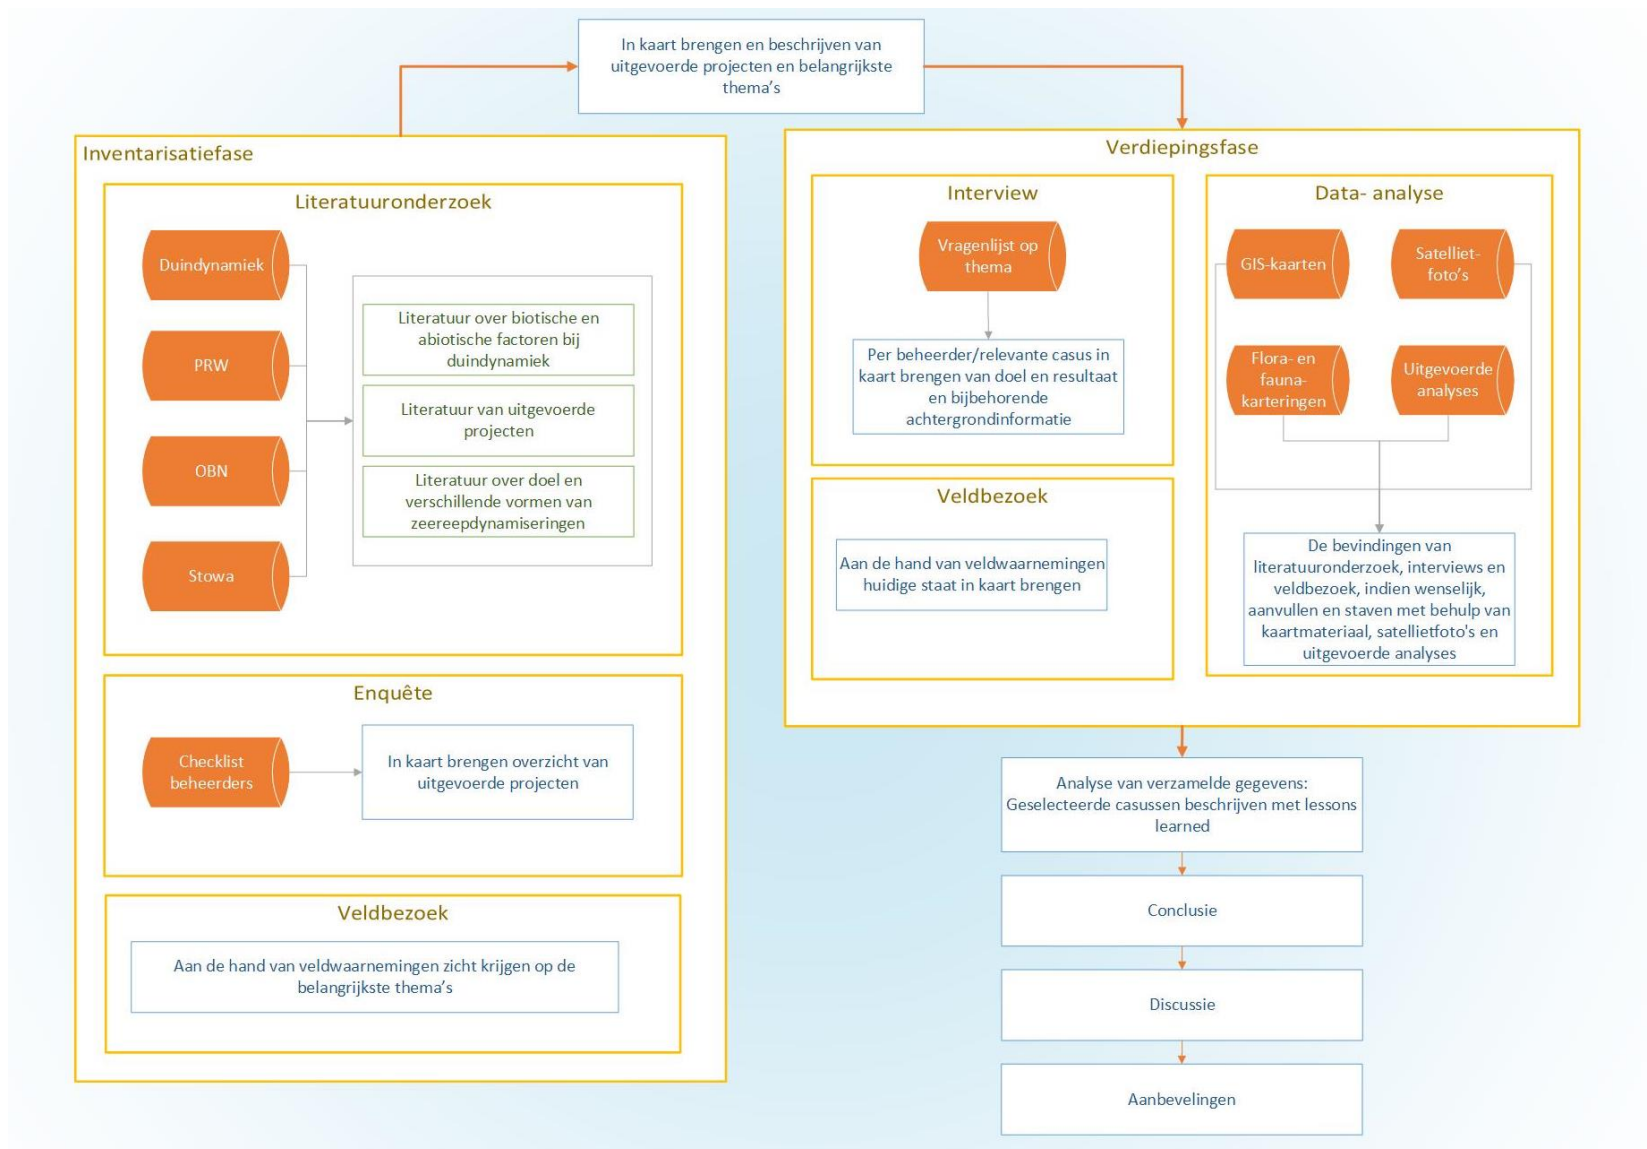 In kaart brengen en beschrijven van
uitgevoerde projecten en belangrijkste
thema’s
Inventarisatiefase
Literatuuronderzoek
Duindynamiek
PRW
OBN
Stowa
Literatuur over biotische en
abiotische factoren bij
duindynamiek
Literatuur van uitgevoerde
projecten
Literatuur over doel en
verschillende vormen van
zeereepdynamiseringen
Enquête
Checklist
beheerders
In kaart brengen overzicht van
uitgevoerde projecten
Veldbezoek
Aan de hand van veldwaarnemingen zicht krijgen op de
belangrijkste thema’s
Verdiepingsfase
Interview
Vragenlijst op
thema
Per beheerder/relevante casus in
kaart brengen van doel en resultaat
en bijbehorende
achtergrondinformatie
Veldbezoek
Aan de hand van veldwaarnemingen
huidige staat in kaart brengen
Data- analyse
GIS-kaarten
Satelliet-
foto’s
Flora- en
fauna-
karteringen
Uitgevoerde
analyses
De bevindingen van
literatuuronderzoek, interviews en
veldbezoek, indien wenselijk,
aanvullen en staven met behulp van
kaartmateriaal, satellietfoto's en
uitgevoerde analyses
Analyse van verzamelde gegevens:
Geselecteerde casussen beschrijven met lessons
learned
Conclusie
Discussie
Aanbevelingen